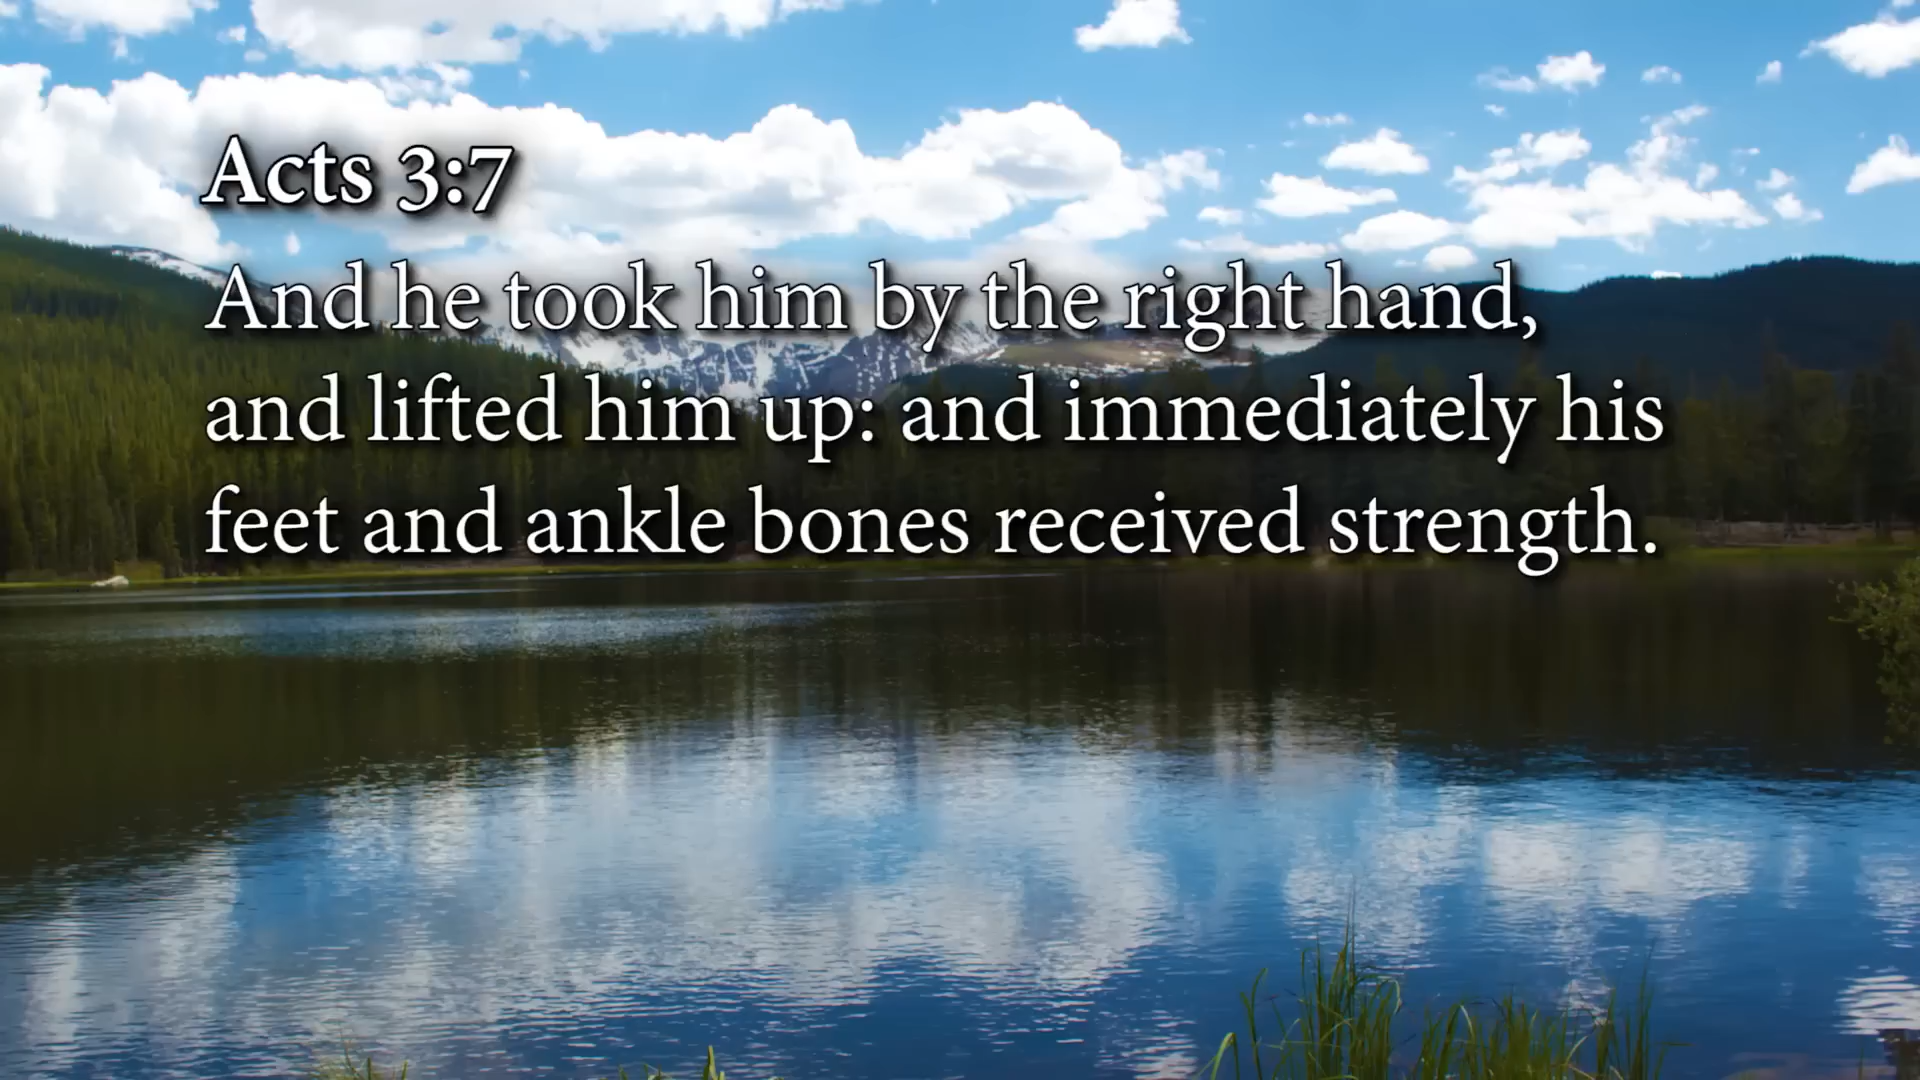 Acts 3:7
And he took him by the right hand,
and lifted him up: and immediately his
feet and ankle bones received strength.